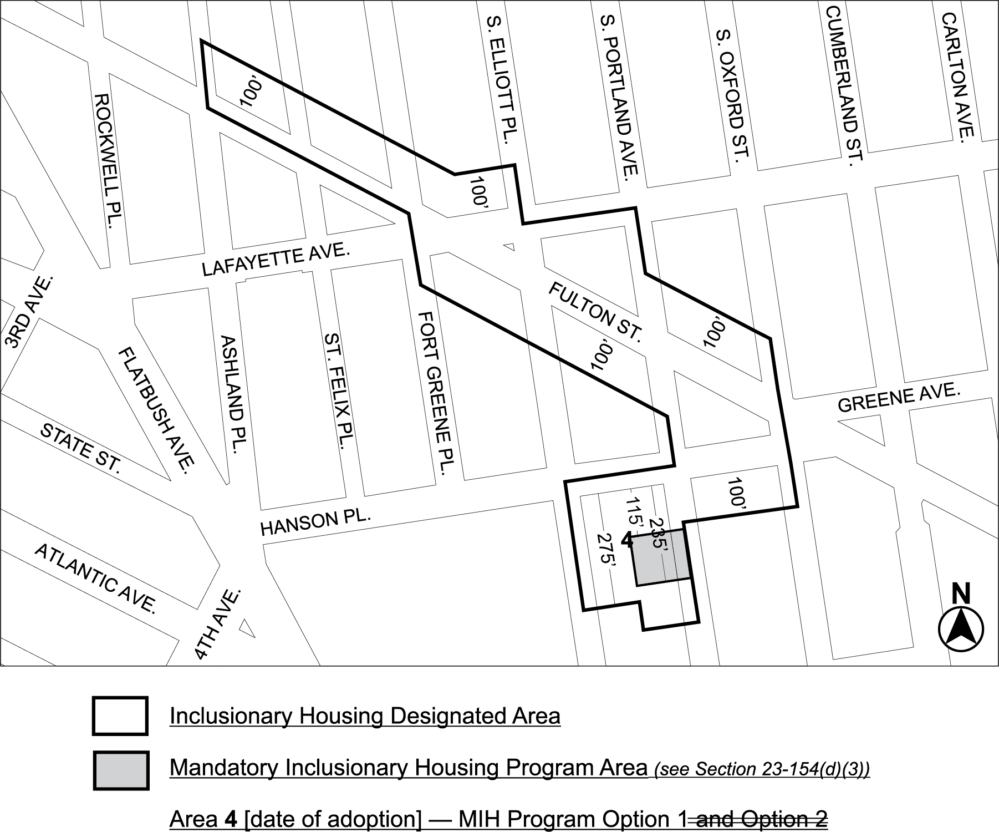 S. ELLIOTT PL.
S. PORTLAND AVE.
S. OXFORD ST.
CUMBERLAND ST.
CARLTON AVE.
100’
ROCKWELL PL.
100’
LAFAYETTE AVE.
3RD AVE.
FULTON ST.
100’
100’
FLATBUSH AVE.
ASHLAND PL.
ST. FELIX PL.
FORT GREENE PL.
GREENE AVE.
STATE ST.
100’
115’
235’
275’
4
HANSON PL.
ATLANTIC AVE.
4TH AVE.
N
Inclusionary Housing Designated Area
Mandatory Inclusionary Housing Program Area (see Section 23-154(d)(3))
Area 4 [date of adoption] — MIH Program Option 1 and Option 2